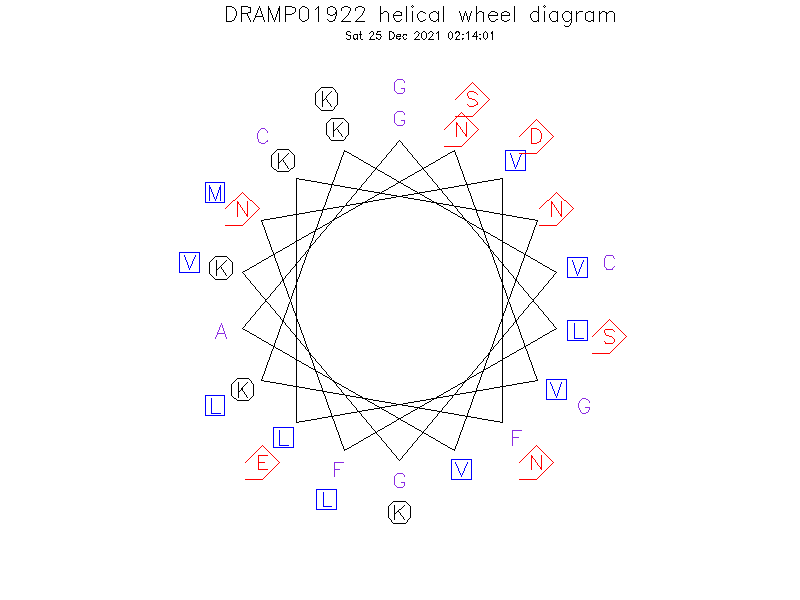 DRAMP01922 helical wheel diagram
Sat 25 Dec 2021 02:14:01
G
K S
G
K N
C D
K V
M N N
V K V C
A L S
L K V G
L F
E F G V N
L K